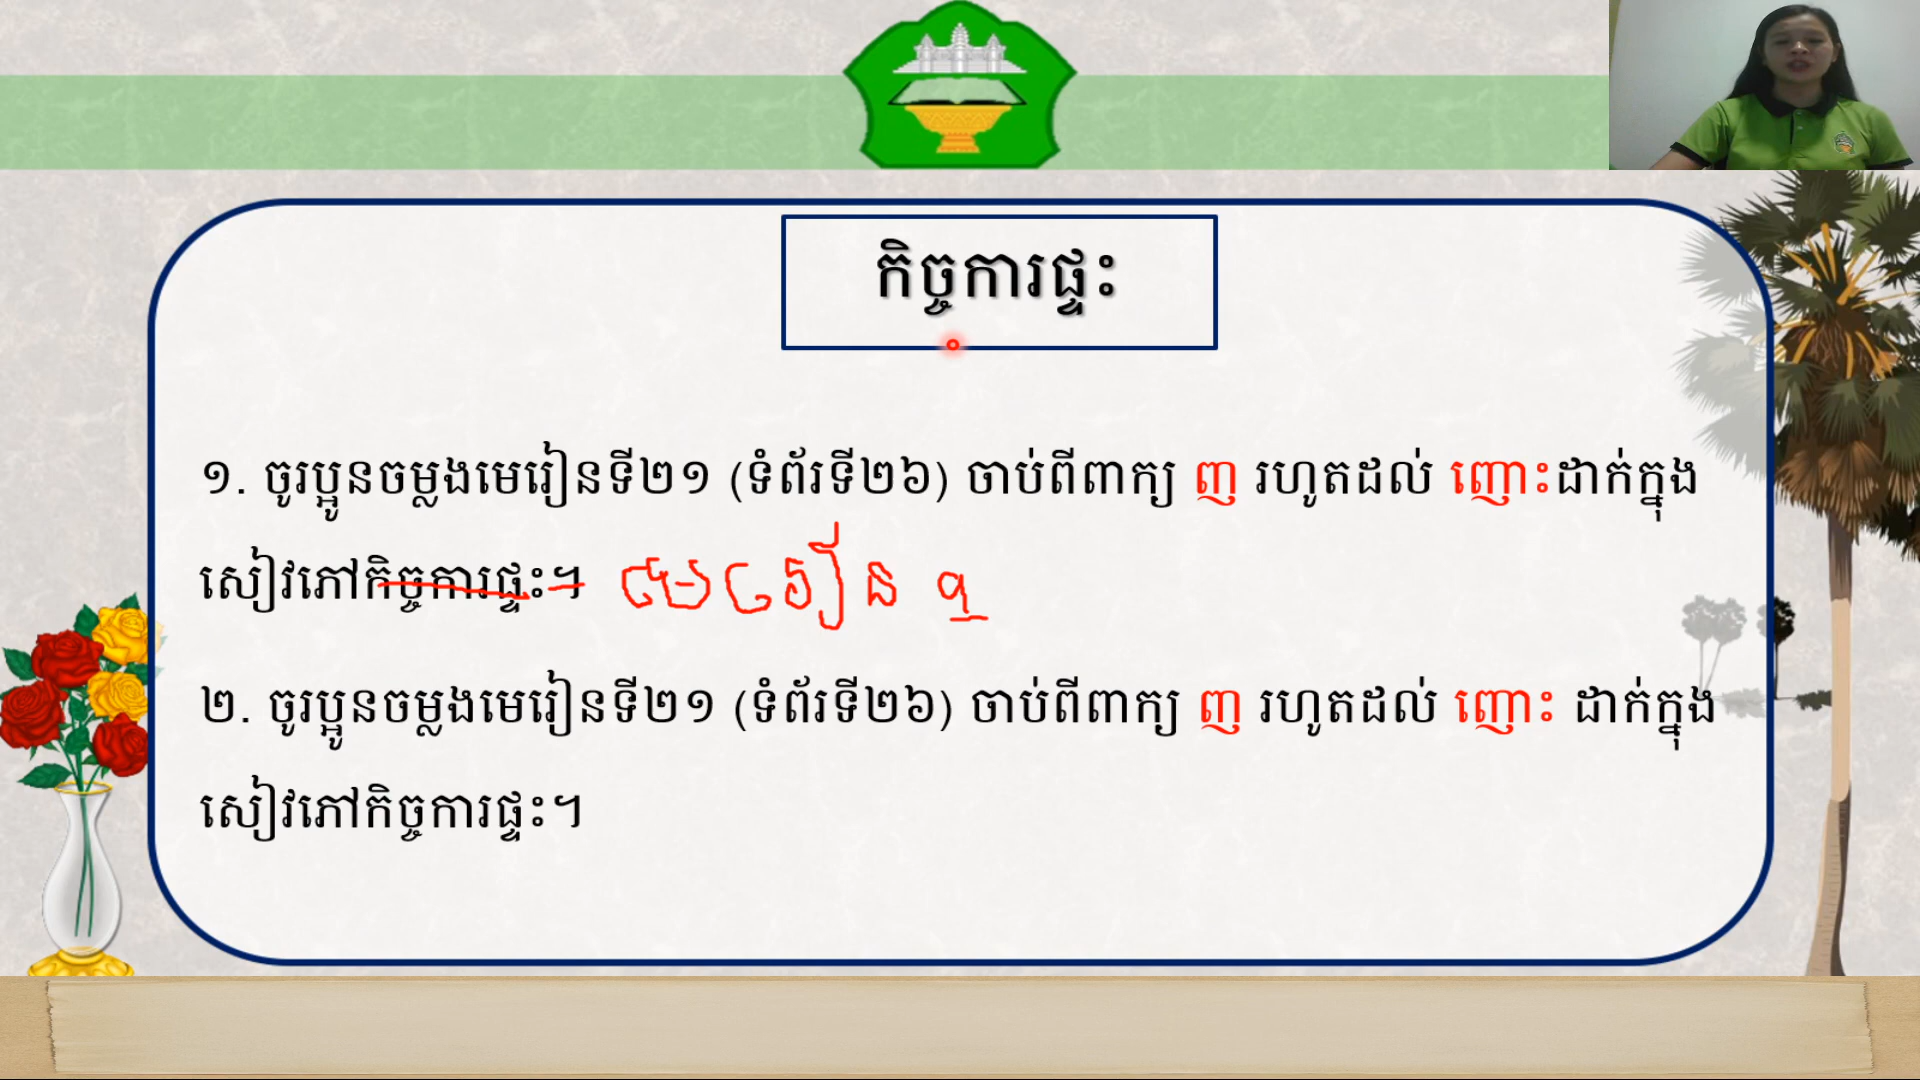 កិច្ចការផ្ទះ
១. ចូរប្អូនចម្លងមេរៀនទី២១ (ទំព័រទី២៦) ចាប់ពីពាក្យ ញ រហូតដល់ ញោះដាក់ក្នុង
សៀវភៅកិច្ចការផ្ទះ។ មេរៀន ១
២. ចូរប្អូនចម្លងមេរៀនទី២១ (ទំព័រទី២៦) ចាប់ពីពាក្យ ញ រហូតដល់ ញោះ ដាក់ក្នុង
សៀវភៅកិច្ចការផ្ទះ។